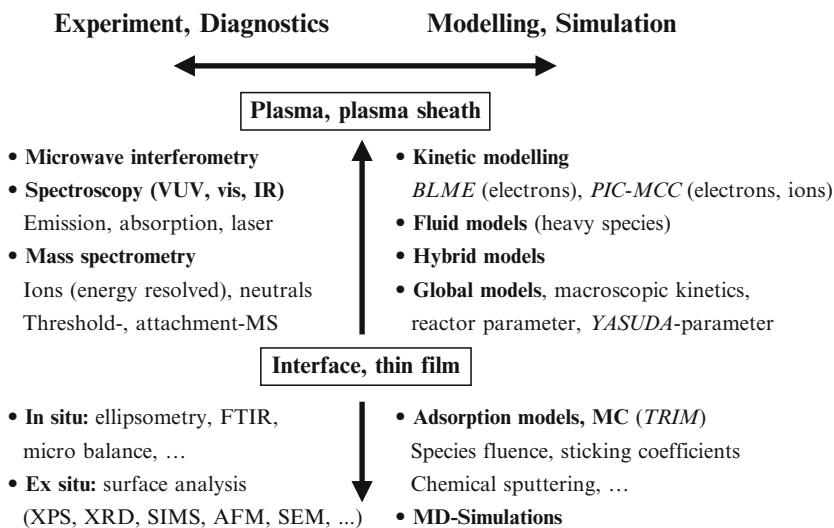 Experiment, Diagnostics
Modelling, Simulation
Plasma, plasma sheath
• Microwave interferometry
• Spectroscopy (VUV, vis, IR)
Emission, absorption, laser
• Mass spectrometry
Ions (energy resolved), neutrals
Threshold-, attachment-MS
• Kinetic modelling
BLME (electrons), PIC-MCC (electrons, ions)
• Fluid models (heavy species)
• Hybrid models
• Global models, macroscopic kinetics,
reactor parameter, YASUDA-parameter
Interface, thin film
• In situ: ellipsometry, FTIR,
micro balance, ...
• Ex situ: surface analysis
(XPS, XRD, SIMS, AFM, SEM, ...)
• Adsorption models, MC (TRIM)
Species fluence, sticking coefficients
Chemical sputtering, ...
• MD-Simulations